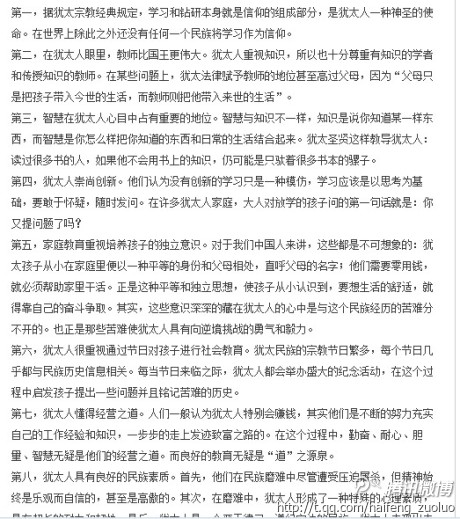 第一，据犹太宗教经典规定，学习和钻研本身就是信仰的组成部分，是犹太人一种神圣的使
命。在世界上除此之外还没有任何一个民族将学习作为信仰。
第二，在犹太人眼里，教师比国王更伟大。犹太人重视知识，所以也十分尊重有知识的学者
和传授知识的教师。在某些问题上，犹太法律赋予教师的地位甚至高过父母，因为“父母只
是把孩子带入今世的生活，而教师则把他带入来世的生活”。
第三，智慧在犹太人心目中占有重要的地位。智慧与知识不一样，知识是说你知道某一样东
西，而智慧是你怎么样把你知道的东西和日常的生活结合起来。犹太圣贤这样教导犹太人：
读过很多书的人，如果他不会用书上的知识，仍可能是只驮着很多书本的骡子。
第四，犹太人崇尚创新。他们认为没有创新的学习只是一种模仿，学习应该是以思考为基
础，要敢于怀疑，随时发问。在许多犹太人家庭，大人对放学的孩子问的第一句话就是：你
又提问题了吗？
第五，家庭教育重视培养孩子的独立意识。对于我们中国人来讲，这些都是不可想象的：犹
太孩子从小在家庭里便以一种平等的身份和父母相处，直呼父母的名字；他们需要零用钱，
就必须帮助家里干活。正是这种平等和独立思想，使孩子从小认识到，要想生活的舒适，就
得靠自己的奋斗争取。其实，这些意识深深的藏在犹太人的心中是与这个民族经历的苦难分
不开的。也正是那些苦难使犹太人具有向逆境挑战的勇气和毅力。
第六，犹太人很重视通过节日对孩子进行社会教育。犹太民族的宗教节日繁多，每个节日几
乎都与民族历史信息相关。每当节日来临之际，犹太人都会举办盛大的纪念活动，在这个过
程中启发孩子提出一些问题并且铭记苦难的历史。
第七，犹太人懂得经营之道。人们一般认为犹太人特别会赚钱，其实他们是不断的努力充实
自己的工作经验和知识，一步步的走上发迹致富之路的。在这个过程中，勤奋、耐心、胆
量、智慧无疑是他们的经营之道。而良好的教育无疑是“道”之源泉。
第八，犹太人具有良好的民族素质。首先，他们在民族磨难中尽管遭受压迫屠杀，但精神始
终是乐观而自信的，甚至是高傲的。其次，在磨难中，犹太人形成了一种特殊的心理素质，
腾讯微博
http://t.qq.com/haifeng_zuoluo